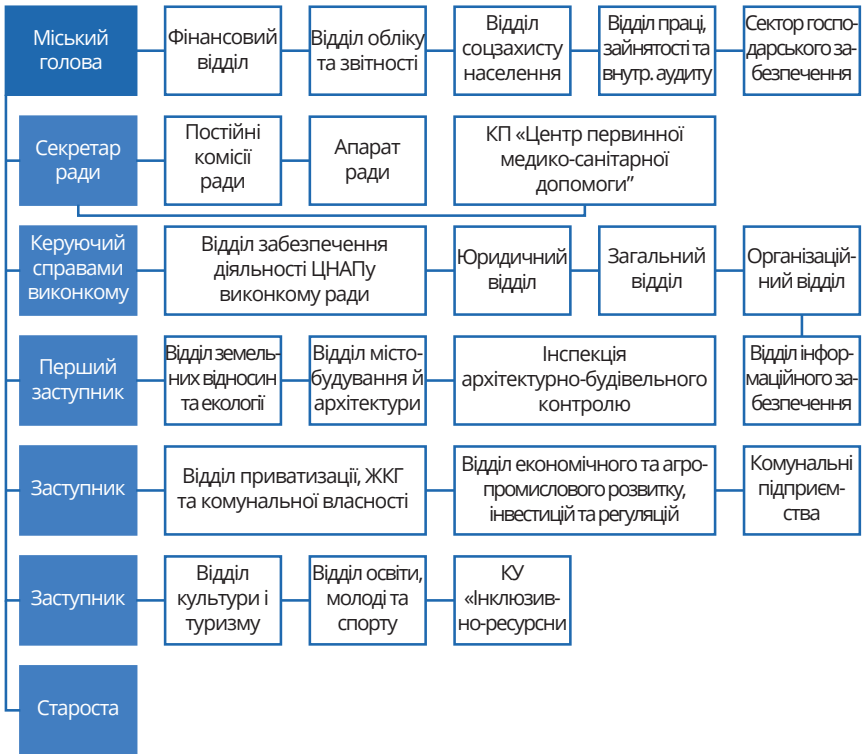 Міський
голова
Фінансовий
відділ
Відділ обліку
та звітності
Відділ
соцзахисту
населення
Відділ праці,
зайнятості та
внутр. аудиту
Сектор госпо-
дарського за-
безпечення
Секретар
ради
Постійні
комісії
ради
Апарат
ради
КП «Центр первинної
медико-санітарної
допомоги”
Керуючий
справами
виконкому
Відділ забезпечення
діяльності ЦНАПу
виконкому ради
Юридичний
відділ
Загальний
відділ
Організацій-
ний відділ
Перший
заступник
Відділ земель-
них відносин
та екології
Відділ місто-
будування й
архітектури
Інспекція
архітектурно-будівельного
контролю
Відділ інфор-
маційного за-
безпечення
Заступник
Відділ приватизації, ЖКГ
та комунальної власності
Відділ економічного та агро-
промислового розвитку,
інвестицій та регуляцій
Комунальні
підприєм-
ства
Заступник
Відділ
культури і
туризму
Відділ освіти,
молоді та
спорту
КУ
«Інклюзив-
но-ресурсни
Староста